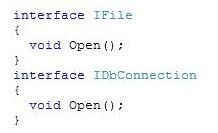 interface IFile
{
  void Open();
}
interface IDbConnection
{
  void Open();
}